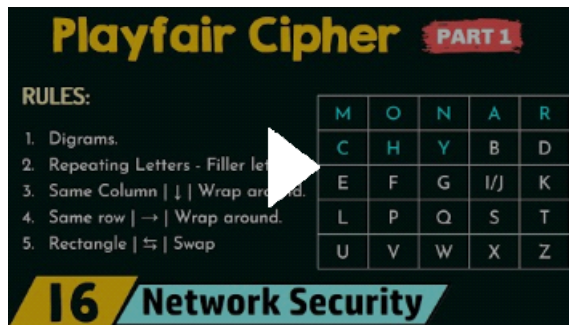 Playfair Cipher PART 1
RULES:
1. Digrams.
2. Repeating Letters - Filler
3. Same Column | ↓ | Wrap around.
4. Same row | → | Wrap around.
5. Rectangle | ⇆ | Swap
M O N A R
C H Y B D
E F G I/J K
L P Q S T
U V W X Z
16 Network Security